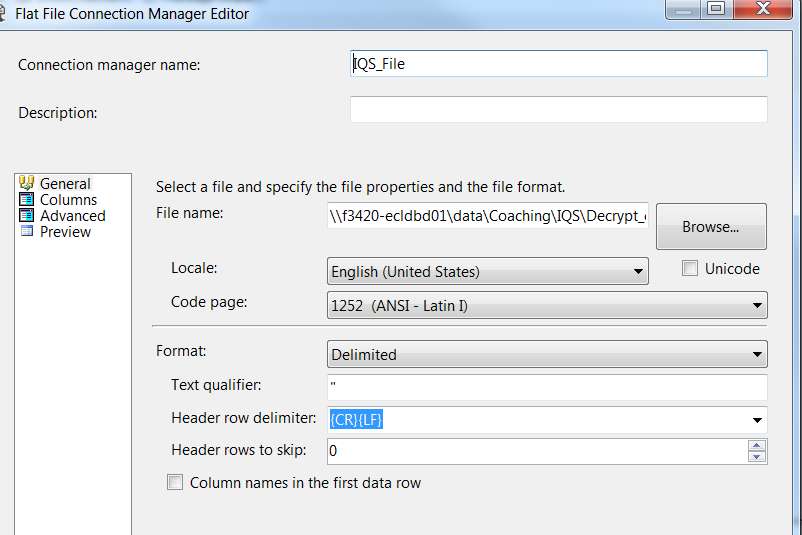 Flat File Connection Manager Editor
Connection manager name: IQS_File
Description:
General
Columns
Advanced
Preview
Select a file and specify the file properties and the file format.
File name: \\f3420-ecldbd01\data\Coaching\IQS\Decrypt_ Browse...
Locale: English (United States) Unicode
Code page: 1252 (ANSI - Latin I)
Format: Delimited
Text qualifier: "
Header row delimiter: {CR}{LF}
Header rows to skip: 0
Column names in the first data row